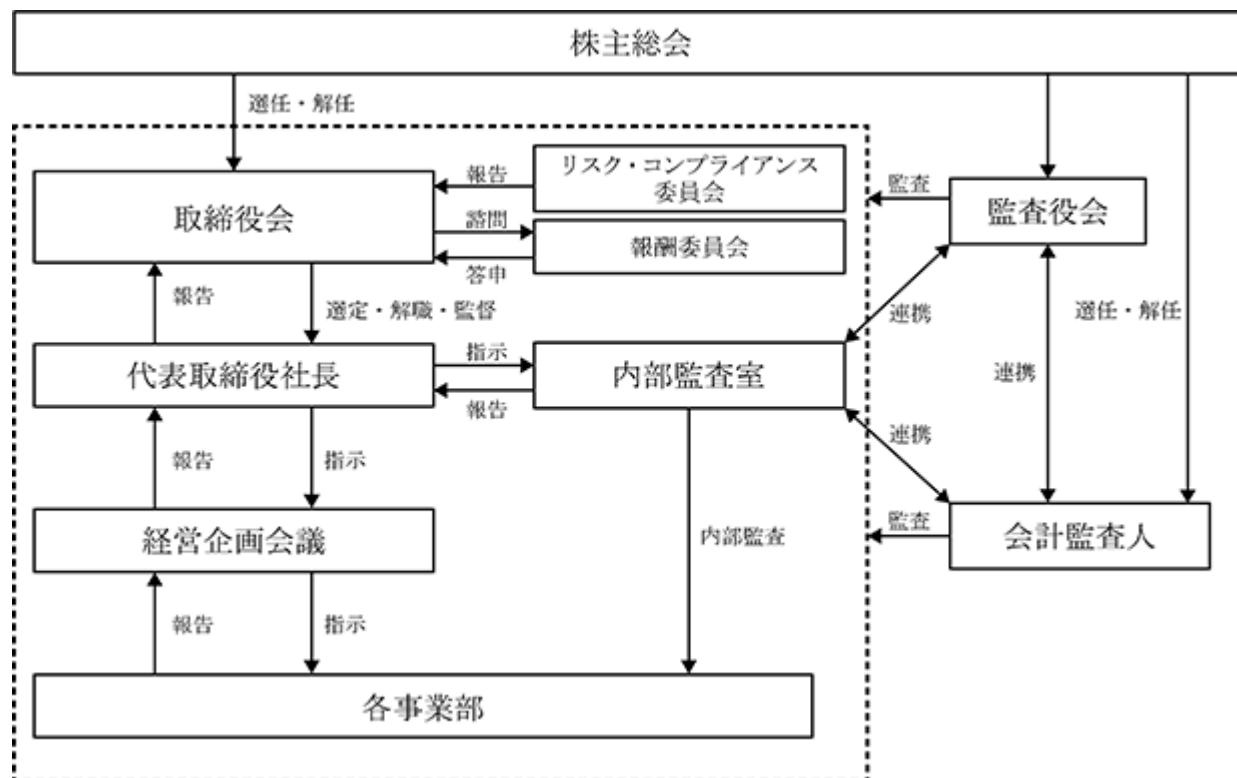 株主総会
選任・解任
リスク・コンプライアンス
委員会
報告
取締役会
諮問
報酬委員会
答申
監査
監査役会
報告
選定・解職・監督
連携
選任・解任
代表取締役社長
指示
報告
内部監査室
連携
連携
報告
指示
経営企画会議
内部監査
監査
会計監査人
報告
指示
各事業部